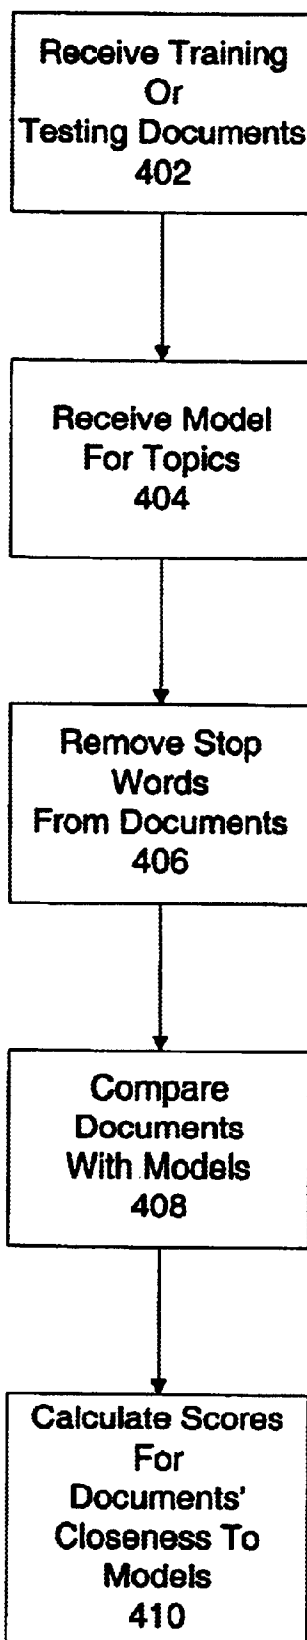 Receive Training
Or
Testing Documents
402
Receive Model
For Topics
404
Remove Stop
Words
From Documents
406
Compare
Documents
With Models
408
Calculate Scores
For
Documents'
Closeness To
Models
410